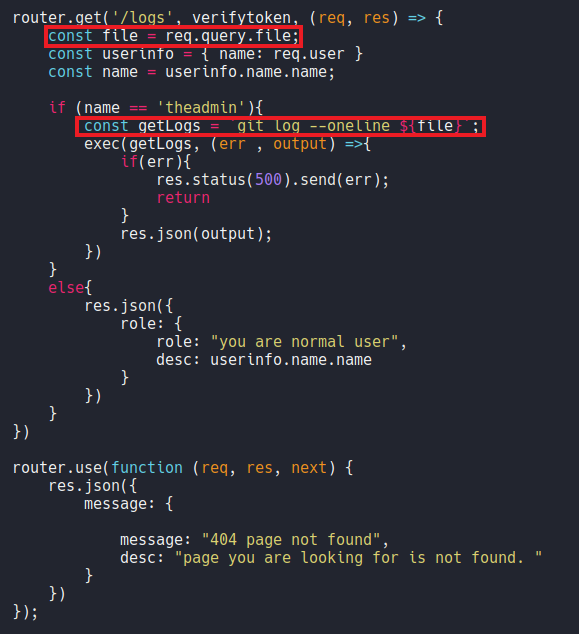 router.get('/logs', verifytoken, (req, res) => {
    const file = req.query.file;
    const userinfo = { name: req.user }
    const name = userinfo.name.name;

    if (name == 'theadmin'){
        const getLogs = `git log --oneline ${file}`;
        exec(getLogs, (err , output) =>{
            if(err){
                res.status(500).send(err);
                return
            }
            res.json(output);
        })
    }
    else{
        res.json({
            role: {
                role: "you are normal user",
                desc: userinfo.name.name
            }
        })
    }
})

router.use(function (req, res, next) {
    res.json({
        message: {

            message: "404 page not found",
            desc: "page you are looking for is not found. "
        }
    })
});